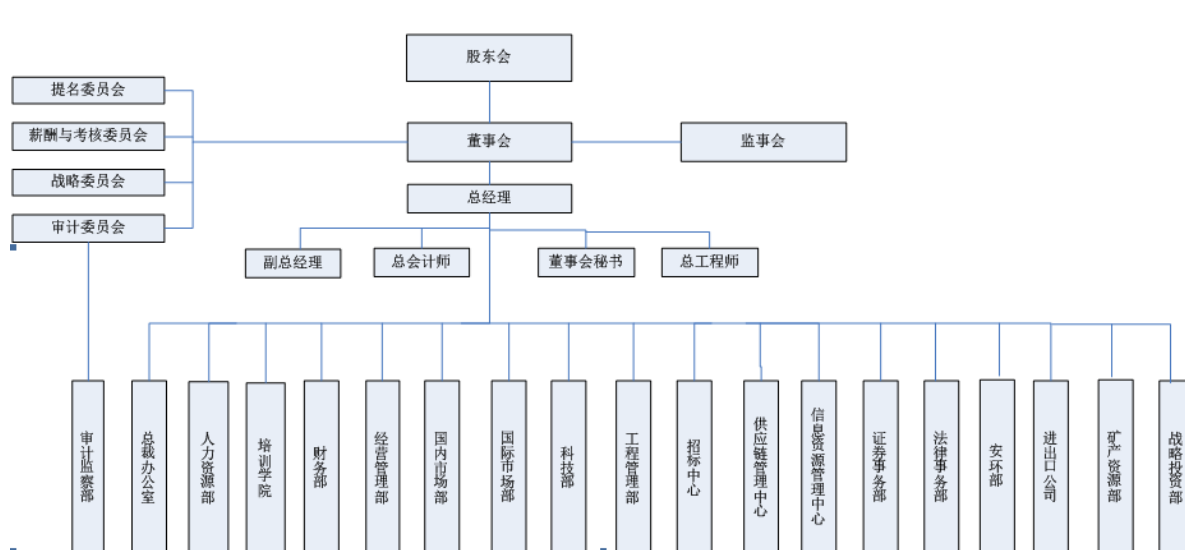 股东会
提名委员会
薪酬与考核委员会
董事会
监事会
战略委员会
总经理
审计委员会
副总经理
总会计师
董事会秘书
总工程师
审计监察部
总裁办公室
人力资源部
培训学院
财务部
经营管理部
国内市场部
国际市场部
科技部
工程管理部
招标中心
供应链管理中心
信息资源管理中心
证券事务部
法律事务部
安环部
进出口公司
矿产资源部
战略投资部